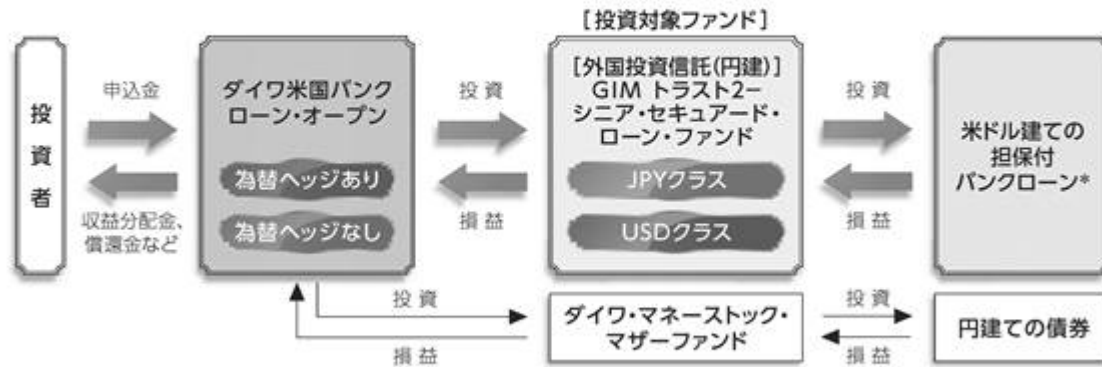 [投資対象ファンド]
投資者
申込金
収益分配金、
償還金など
ダイワ米国バンク
ローン・オープン
為替ヘッジあり
為替ヘッジなし
投資
損益
[外国投資信託(円建)]
GIM トラスト2−
シニア・セキュアード・
ローン・ファンド
JPYクラス
USDクラス
投資
損益
米ドル建ての
担保付
バンクローン*
投資
損益
ダイワ・マネーストック・
マザーファンド
投資
損益
円建ての債券